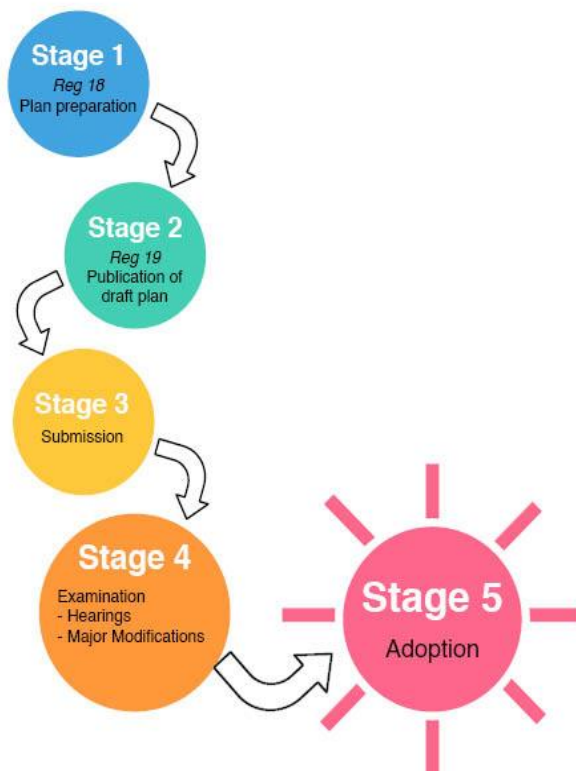 Stage 1
Reg 18
Plan preparation
Stage 2
Reg 19
Publication of
draft plan
Stage 3
Submission
Stage 4
Examination
- Hearings
- Major Modifications
Stage 5
Adoption